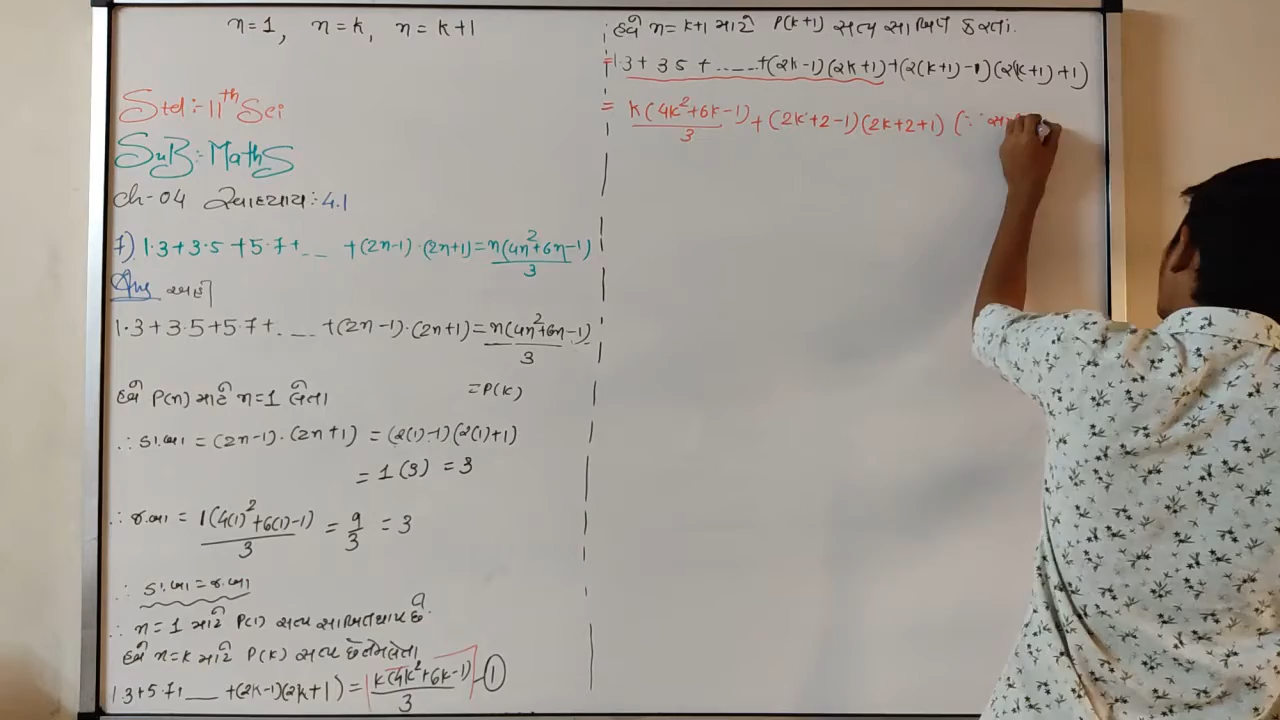 n=1, n=k, n=k+1
Std:-11th Sci
SuB:-MathS
Ch-04 સ્વાધ્યાય:-4.1
7) 1.3+3.5+5.7+... +(2n-1).(2n+1)=n(4n²+6n-1)/3
Ans અહી
1.3+3.5+5.7+... +(2n-1).(2n+1)=n(4n²+6n-1)/3
=P(k)
હવે P(n) માટે n=1 લેતા
∴ ડા.બા = (2n-1).(2n+1) = (2(1)-1)(2(1)+1)
= 1(3) = 3
∴ જ.બા = 1(4(1)²+6(1)-1)/3 = 9/3 = 3
∴ ડા.બા = જ.બા
∴ n=1 માટે P(1) સત્ય સાબિત થાય છે.
હવે n=k માટે P(k) સત્ય છે તેમ લેતા
1.3+5.7+... +(2k-1)(2k+1) = k(4k²+6k-1)/3 -①
હવે n=k+1 માટે P(k+1) સત્ય સાબિત કરતા.
=1.3+3.5+......+(2k-1)(2k+1)+(2(k+1)-1)(2(k+1)+1)
= k(4k²+6k-1)/3 + (2k+2-1)(2k+2+1) (∵